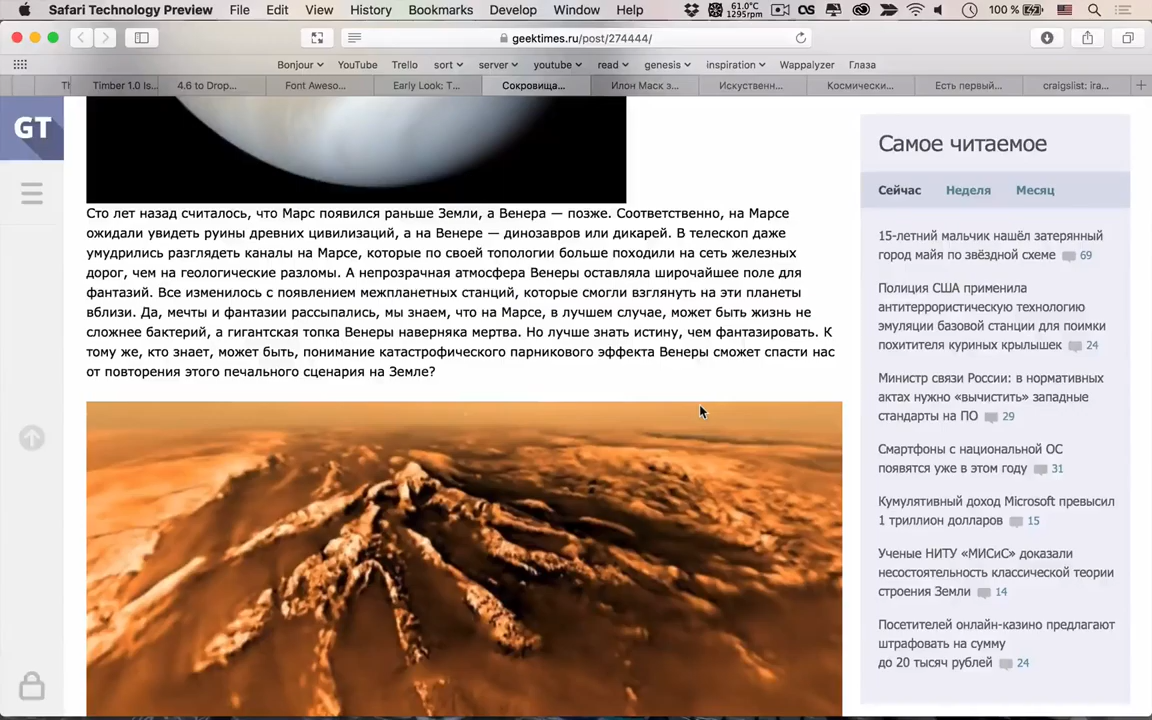 Safari Technology Preview File Edit View History Bookmarks Develop Window Help 61.0°C 1295rpm 100 %
geektimes.ru/post/274444/
Bonjour YouTube Trello sort server youtube read genesis inspiration Wappalyzer Глаза
Th Timber 1.0 Is... 4.6 to Drop... Font Aweso... Early Look: T... Сокровища... Илон Маск з... Искуственн... Космически... Есть первый... craigslist: ira...
GT
Сто лет назад считалось, что Марс появился раньше Земли, а Венера — позже. Соответственно, на Марсе
ожидали увидеть руины древних цивилизаций, а на Венере — динозавров или дикарей. В телескоп даже
умудрились разглядеть каналы на Марсе, которые по своей топологии больше походили на сеть железных
дорог, чем на геологические разломы. А непрозрачная атмосфера Венеры оставляла широчайшее поле для
фантазий. Все изменилось с появлением межпланетных станций, которые смогли взглянуть на эти планеты
вблизи. Да, мечты и фантазии рассыпались, мы знаем, что на Марсе, в лучшем случае, может быть жизнь не
сложнее бактерий, а гигантская топка Венеры наверняка мертва. Но лучше знать истину, чем фантазировать. К
тому же, кто знает, может быть, понимание катастрофического парникового эффекта Венеры сможет спасти нас
от повторения этого печального сценария на Земле?
Самое читаемое
Сейчас Неделя Месяц
15-летний мальчик нашёл затерянный
город майя по звёздной схеме 69
Полиция США применила
антитеррористическую технологию
эмуляции базовой станции для поимки
похитителя куриных крылышек 24
Министр связи России: в нормативных
актах нужно «вычистить» западные
стандарты на ПО 29
Смартфоны с национальной ОС
появятся уже в этом году 31
Кумулятивный доход Microsoft превысил
1 триллион долларов 15
Ученые НИТУ «МИСиС» доказали
несостоятельность классической теории
строения Земли 14
Посетителей онлайн-казино предлагают
штрафовать на сумму
до 20 тысяч рублей 24